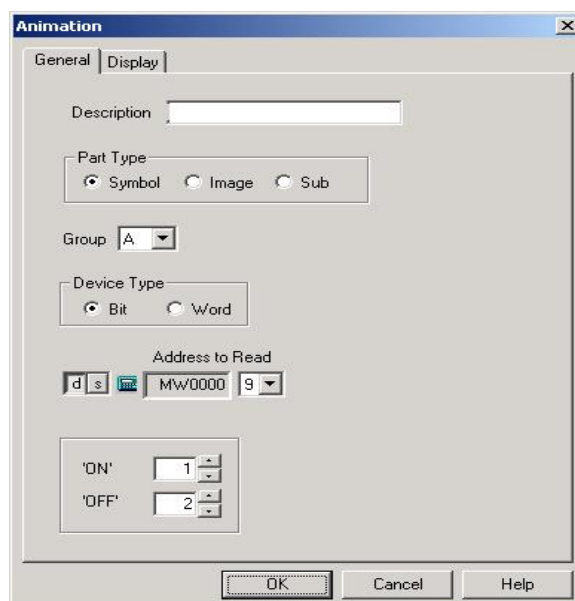 Animation
General Display
Description
Part Type
Symbol Image Sub
Group A
Device Type
Bit Word
Address to Read
d s MW0000 9
'ON' 1
'OFF' 2
OK Cancel Help